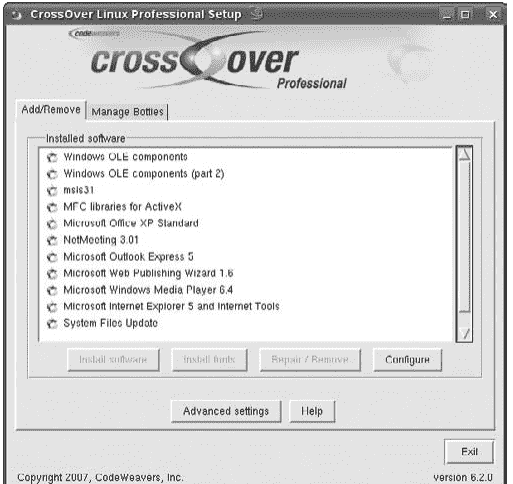 CrossOver Linux Professional Setup
codeweavers
cross over
Professional
Add/Remove
Manage Bottles
Installed software
Windows OLE components
Windows OLE components (part 2)
msls31
MFC libraries for ActiveX
Microsoft Office XP Standard
NetMeeting 3.01
Microsoft Outlook Express 5
Microsoft Web Publishing Wizard 1.6
Microsoft Windows Media Player 6.4
Microsoft Internet Explorer 5 and Internet Tools
System Files Update
Install software
Install fonts
Repair / Remove
Configure
Advanced settings
Help
Exit
Copyright 2007, CodeWeavers, Inc.
version 6.2.0